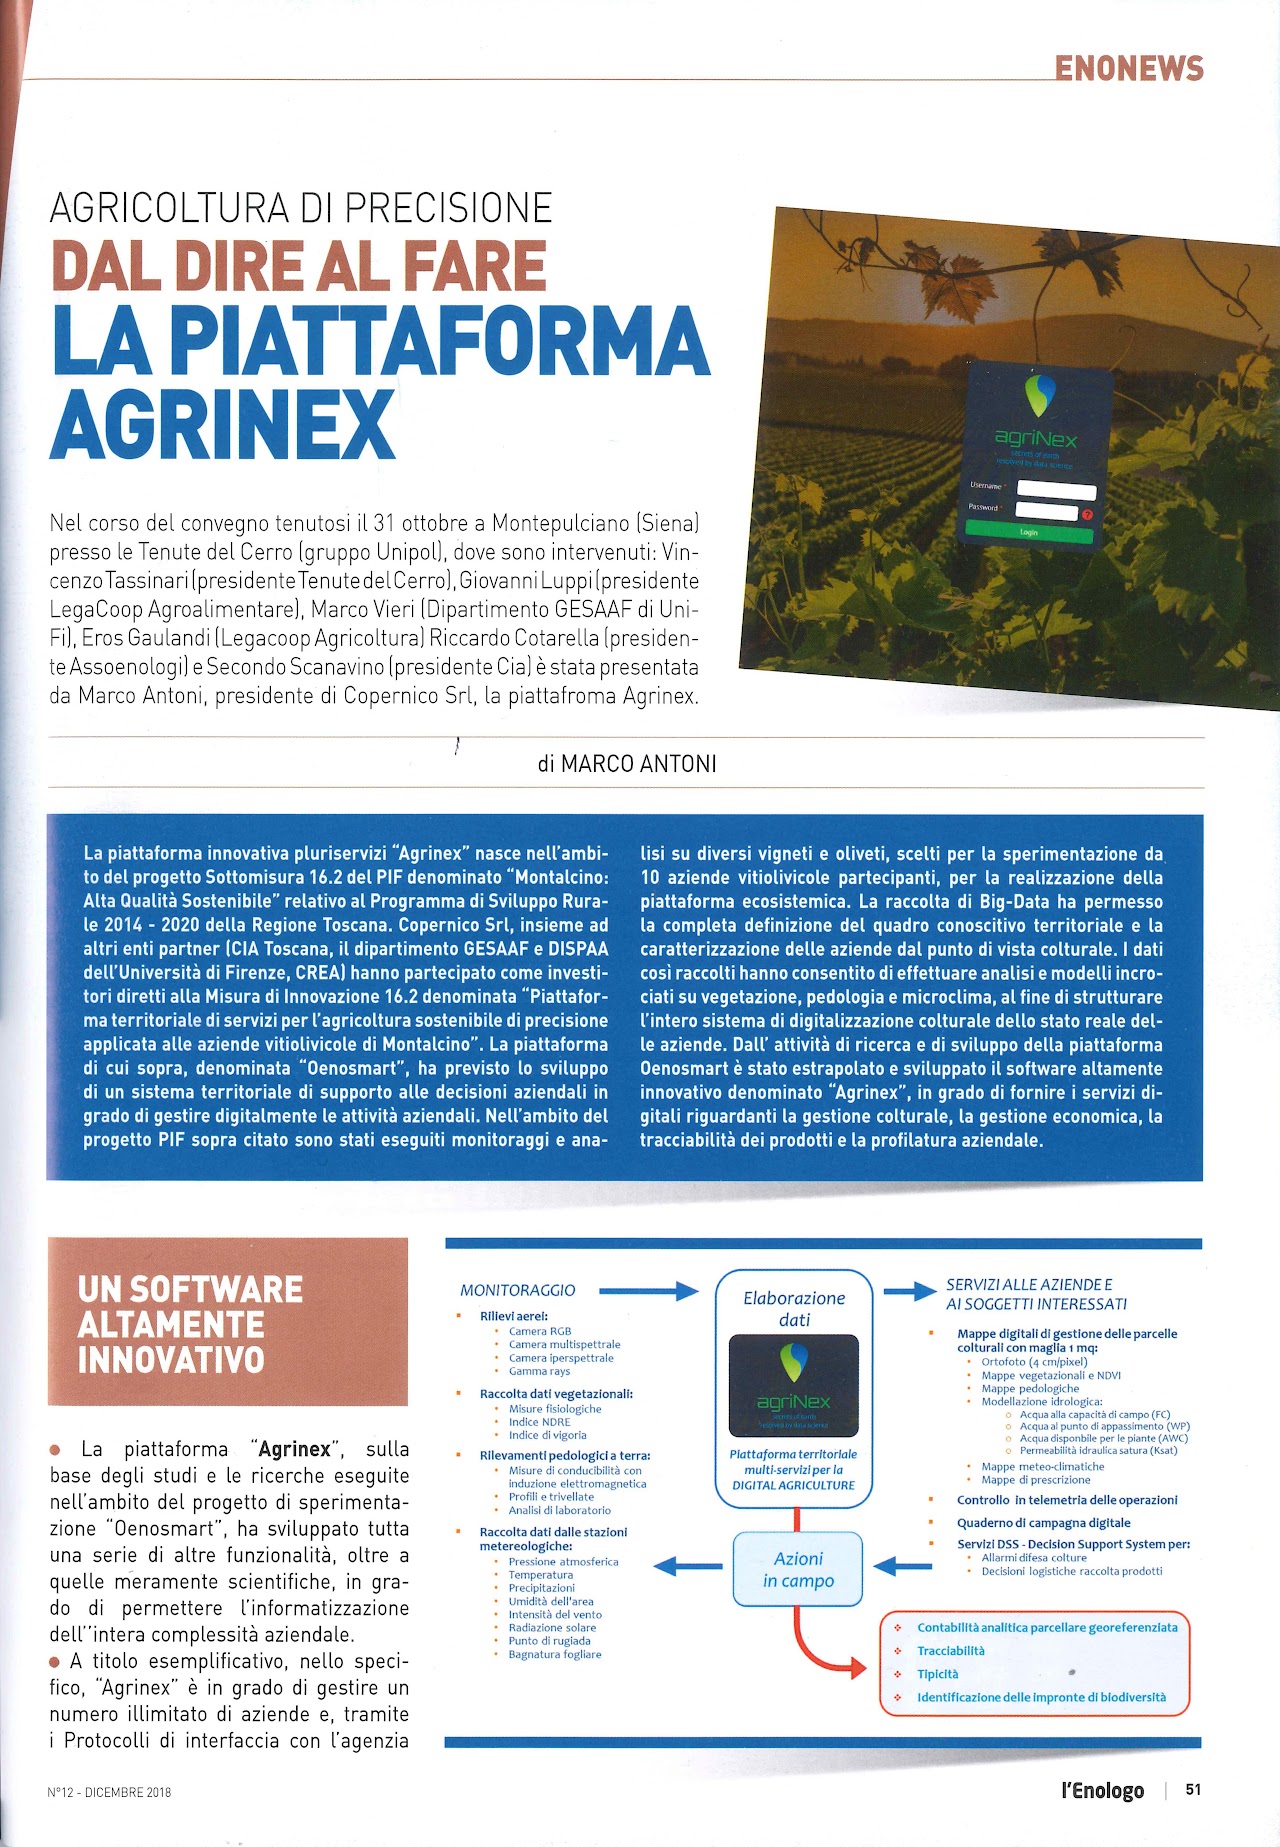 ENONEWS
AGRICOLTURA DI PRECISIONE
DAL DIRE AL FARE
LA PIATTAFORMA
AGRINEX
agriNex
secrets of earth
resolved by data science
Username *
Password *
?
Login
Nel corso del convegno tenutosi il 31 ottobre a Montepulciano (Siena)
presso le Tenute del Cerro (gruppo Unipol), dove sono intervenuti: Vin-
cenzo Tassinari (presidente Tenute del Cerro), Giovanni Luppi (presidente
LegaCoop Agroalimentare), Marco Vieri (Dipartimento GESAAF di Uni-
Fi), Eros Gaulandi (Legacoop Agricoltura) Riccardo Cotarella (presiden-
te Assoenologi) e Secondo Scanavino (presidente Cia) è stata presentata
da Marco Antoni, presidente di Copernico Srl, la piattafroma Agrinex.
di MARCO ANTONI
La piattaforma innovativa pluriservizi “Agrinex” nasce nell’ambi-
to del progetto Sottomisura 16.2 del PIF denominato “Montalcino:
Alta Qualità Sostenibile” relativo al Programma di Sviluppo Rura-
le 2014 - 2020 della Regione Toscana. Copernico Srl, insieme ad
altri enti partner (CIA Toscana, il dipartimento GESAAF e DISPAA
dell’Università di Firenze, CREA) hanno partecipato come investi-
tori diretti alla Misura di Innovazione 16.2 denominata “Piattafor-
ma territoriale di servizi per l’agricoltura sostenibile di precisione
applicata alle aziende vitiolivicole di Montalcino”. La piattaforma
di cui sopra, denominata “Oenosmart”, ha previsto lo sviluppo
di un sistema territoriale di supporto alle decisioni aziendali in
grado di gestire digitalmente le attività aziendali. Nell’ambito del
progetto PIF sopra citato sono stati eseguiti monitoraggi e ana-
lisi su diversi vigneti e oliveti, scelti per la sperimentazione da
10 aziende vitiolivicole partecipanti, per la realizzazione della
piattaforma ecosistemica. La raccolta di Big-Data ha permesso
la completa definizione del quadro conoscitivo territoriale e la
caratterizzazione delle aziende dal punto di vista colturale. I dati
così raccolti hanno consentito di effettuare analisi e modelli incro-
ciati su vegetazione, pedologia e microclima, al fine di strutturare
l’intero sistema di digitalizzazione colturale dello stato reale del-
le aziende. Dall’ attività di ricerca e di sviluppo della piattaforma
Oenosmart è stato estrapolato e sviluppato il software altamente
innovativo denominato “Agrinex”, in grado di fornire i servizi di-
gitali riguardanti la gestione colturale, la gestione economica, la
tracciabilità dei prodotti e la profilatura aziendale.
UN SOFTWARE
ALTAMENTE
INNOVATIVO
● La piattaforma “Agrinex”, sulla
base degli studi e le ricerche eseguite
nell’ambito del progetto di sperimenta-
zione “Oenosmart”, ha sviluppato tutta
una serie di altre funzionalità, oltre a
quelle meramente scientifiche, in gra-
do di permettere l’informatizzazione
dell’’intera complessità aziendale.
● A titolo esemplificativo, nello speci-
fico, “Agrinex” è in grado di gestire un
numero illimitato di aziende e, tramite
i Protocolli di interfaccia con l’agenzia
MONITORAGGIO
Rilievi aerei:
• Camera RGB
• Camera multispettrale
• Camera iperspettrale
• Gamma rays
Raccolta dati vegetazionali:
• Misure fisiologiche
• Indice NDRE
• Indice di vigoria
Rilevamenti pedologici a terra:
• Misure di conducibilità con
induzione elettromagnetica
• Profili e trivellate
• Analisi di laboratorio
Raccolta dati dalle stazioni
metereologiche:
• Pressione atmosferica
• Temperatura
• Precipitazioni
• Umidità dell'area
• Intensità del vento
• Radiazione solare
• Punto di rugiada
• Bagnatura fogliare
Elaborazione
dati
agriNex
secrets of earth
resolved by data science
Piattaforma territoriale
multi-servizi per la
DIGITAL AGRICULTURE
Azioni
in campo
SERVIZI ALLE AZIENDE E
AI SOGGETTI INTERESSATI
Mappe digitali di gestione delle parcelle
colturali con maglia 1 mq:
• Ortofoto (4 cm/pixel)
• Mappe vegetazionali e NDVI
• Mappe pedologiche
• Modellazione idrologica:
o Acqua alla capacità di campo (FC)
o Acqua al punto di appassimento (WP)
o Acqua disponbile per le piante (AWC)
o Permeabilità idraulica satura (Ksat)
• Mappe meteo-climatiche
• Mappe di prescrizione
Controllo in telemetria delle operazioni
Quaderno di campagna digitale
Servizi DSS - Decision Support System per:
• Allarmi difesa colture
• Decisioni logistiche raccolta prodotti
Contabilità analitica parcellare georeferenziata
Tracciabilità
Tipicità
Identificazione delle impronte di biodiversità
N°12 - DICEMBRE 2018
l’Enologo | 51